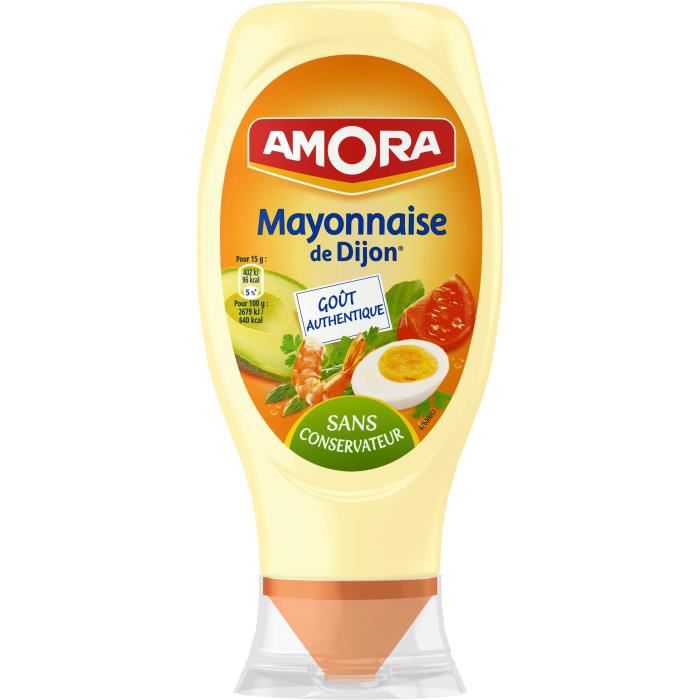 AMORA
Mayonnaise
de Dijon®
Pour 15 g :
402 kJ
96 kcal
5%*
Pour 100 g :
2679 kJ /
640 kcal
GOÛT
AUTHENTIQUE
SANS
CONSERVATEUR